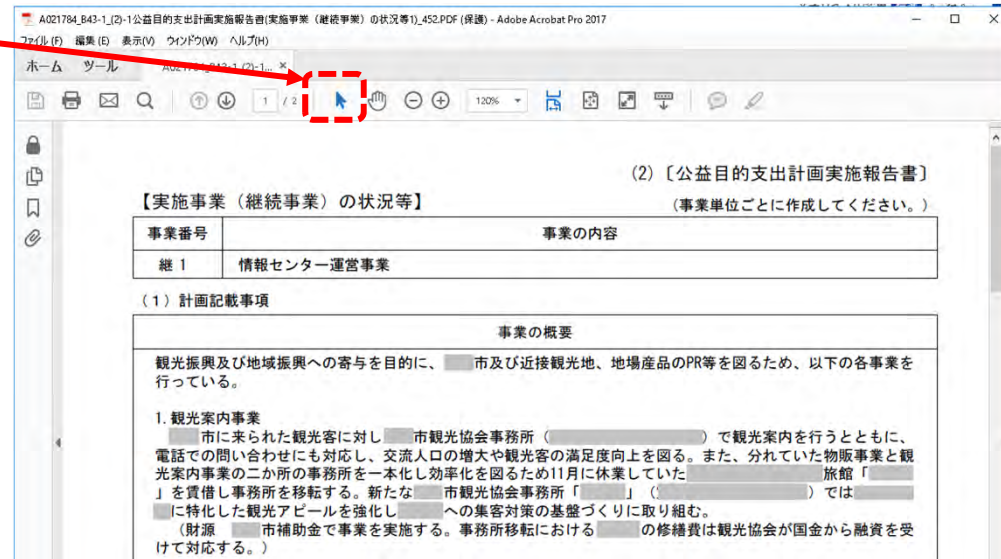 A021784_B43-1_(2)-1公益目的支出計画実施報告書(実施事業（継続事業）の状況等1)_452.PDF (保護) - Adobe Acrobat Pro 2017
ファイル(F) 編集(E) 表示(V) ウインドウ(W) ヘルプ(H)
ホーム ツール A021784_B43-1_(2)-1... ×
1 / 2 120%
(2)〔公益目的支出計画実施報告書〕
【実施事業（継続事業）の状況等】 （事業単位ごとに作成してください。）
事業番号 事業の内容
継 1 情報センター運営事業
（1）計画記載事項
事業の概要
観光振興及び地域振興への寄与を目的に、 市及び近接観光地、地場産品のPR等を図るため、以下の各事業を
行っている。
1. 観光案内事業
市に来られた観光客に対し 市観光協会事務所（ ）で観光案内を行うとともに、
電話での問い合わせにも対応し、交流人口の増大や観光客の満足度向上を図る。また、分れていた物販事業と観
光案内事業の二か所の事務所を一本化し効率化を図るため11月に休業していた 旅館「
」を賃借し事務所を移転する。新たな 市観光協会事務所「 」（ ）では
に特化した観光アピールを強化し への集客対策の基盤づくりに取り組む。
（財源 市補助金で事業を実施する。事務所移転における の修繕費は観光協会が国金から融資を受
けて対応する。）